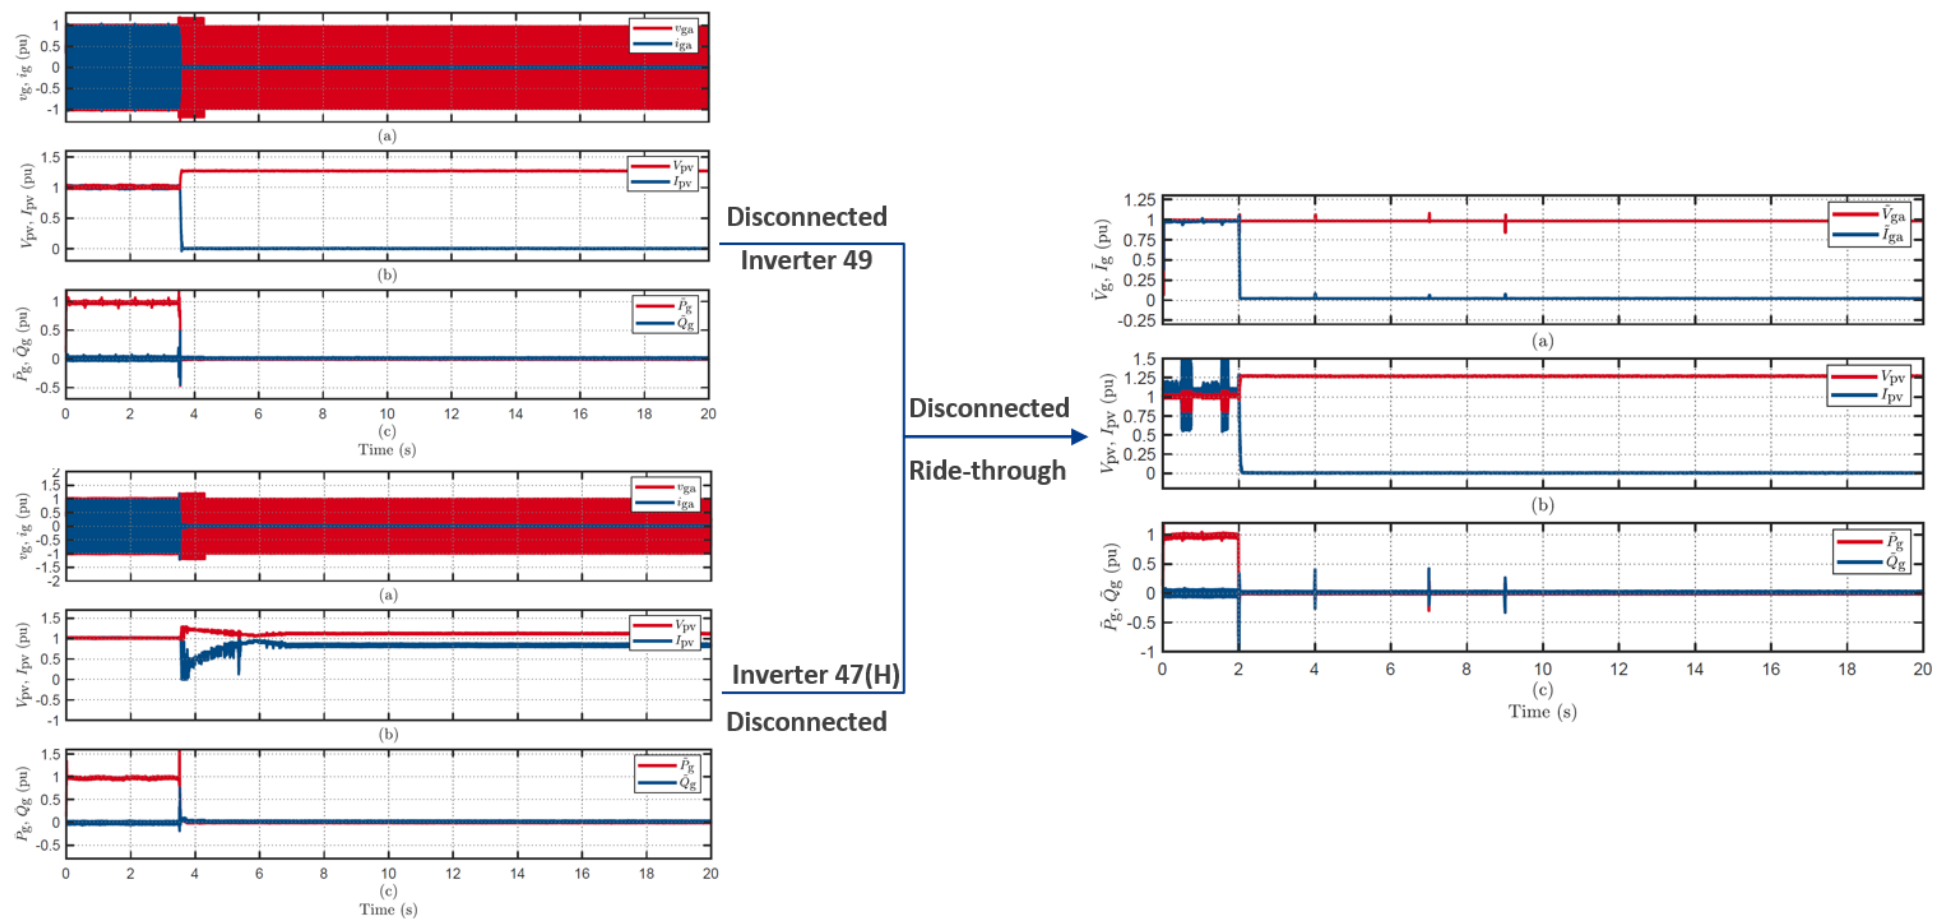 1
0.5
0
-0.5
-1
vg, ig (pu)
vga
iga
(a)
1.5
1
0.5
0
Vpv, Ipv (pu)
Vpv
Ipv
(b)
1
0.5
0
-0.5
P̃g, Q̃g (pu)
P̃g
Q̃g
0 2 4 6 8 10 12 14 16 18 20
(c)
Time (s)
2
1.5
1
0.5
0
-0.5
-1
-1.5
-2
vg, ig (pu)
vga
iga
(a)
1.5
1
0.5
0
-0.5
-1
Vpv, Ipv (pu)
Vpv
Ipv
(b)
1.5
1
0.5
0
-0.5
Pg, Qg (pu)
P̃g
Q̃g
0 2 4 6 8 10 12 14 16 18 20
(c)
Time (s)
Disconnected
Inverter 49
Disconnected
Ride-through
Inverter 47(H)
Disconnected
1.25
1
0.75
0.5
0.25
0
-0.25
Ṽg, Ĩg (pu)
Ṽga
Ĩga
(a)
1.5
1.25
1
0.75
0.5
0.25
0
Vpv, Ipv (pu)
Vpv
Ipv
(b)
1
0.5
0
-0.5
-1
P̃g, Q̃g (pu)
P̃g
Q̃g
0 2 4 6 8 10 12 14 16 18 20
(c)
Time (s)